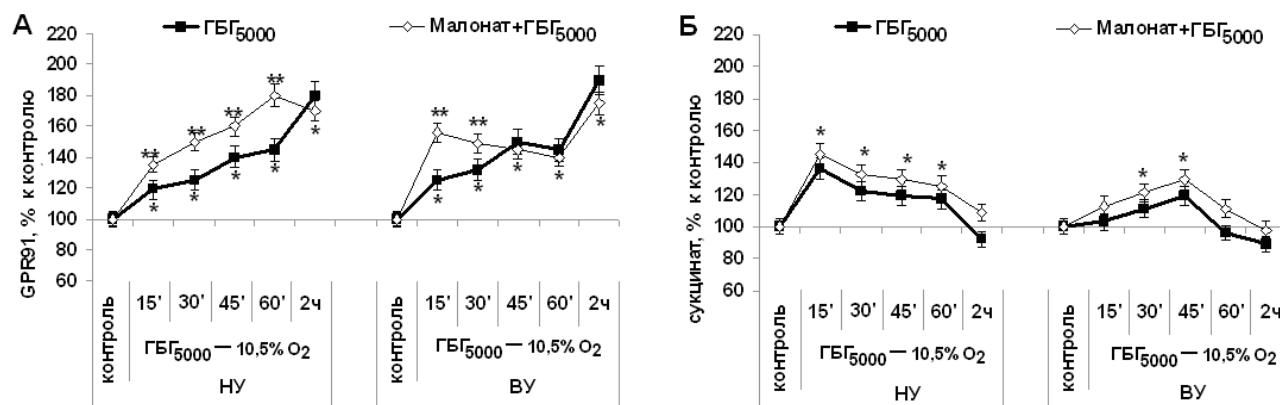 А
ГБГ5000
Малонат+ГБГ5000
GPR91, % к контролю
220
200
180
160
140
120
100
80
60
** ** ** **
* * * * *
** **
* * * * *
контроль 15' 30' 45' 60' 2ч
ГБГ5000 — 10,5% O2
НУ
контроль 15' 30' 45' 60' 2ч
ГБГ5000 — 10,5% O2
ВУ
Б
ГБГ5000
Малонат+ГБГ5000
сукцинат, % к контролю
220
200
180
160
140
120
100
80
60
* * * *
* *
контроль 15' 30' 45' 60' 2ч
ГБГ5000 — 10,5% O2
НУ
контроль 15' 30' 45' 60' 2ч
ГБГ5000 — 10,5% O2
ВУ